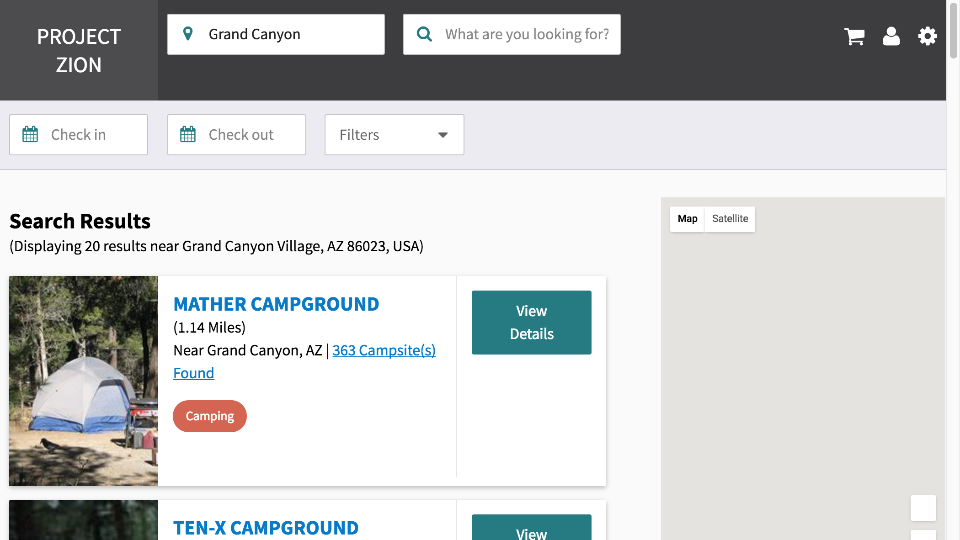 PROJECT
ZION
Grand Canyon
What are you looking for?
Check in
Check out
Filters
Search Results
(Displaying 20 results near Grand Canyon Village, AZ 86023, USA)
Map
Satellite
MATHER CAMPGROUND
(1.14 Miles)
Near Grand Canyon, AZ | 363 Campsite(s)
Found
Camping
View
Details
TEN-X CAMPGROUND
View